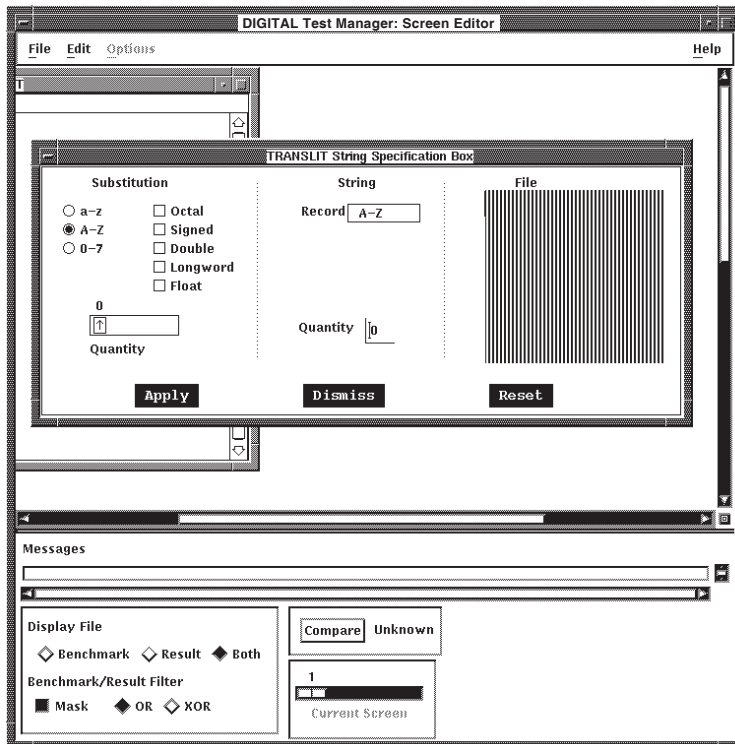 DIGITAL Test Manager: Screen Editor
File Edit Options Help
T
TRANSLIT String Specification Box
Substitution String File
a-z Octal Record A-Z
A-Z Signed
0-7 Double
Longword
Float
0
Quantity 0
Quantity
Apply Dismiss Reset
Messages
Display File
Benchmark Result Both
Benchmark/Result Filter
Mask OR XOR
Compare Unknown
1
Current Screen